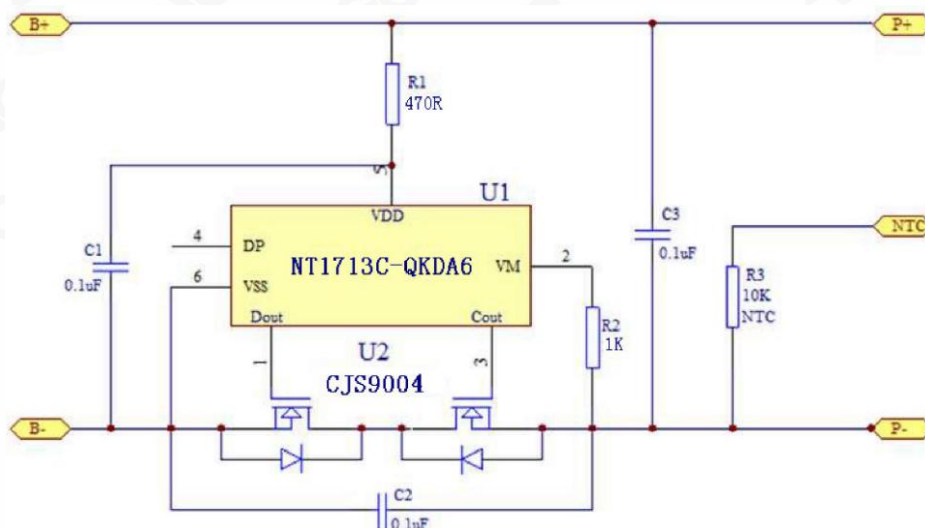 B+
P+
R1
470R
5
U1
VDD
C1
0.1uF
4
DP
6
VSS
NT1713C-QKDA6
VM
2
C3
0.1uF
NTC
R3
10K
NTC
Dout
Cout
R2
1K
1
U2
3
CJS9004
B-
P-
C2
0.1uF